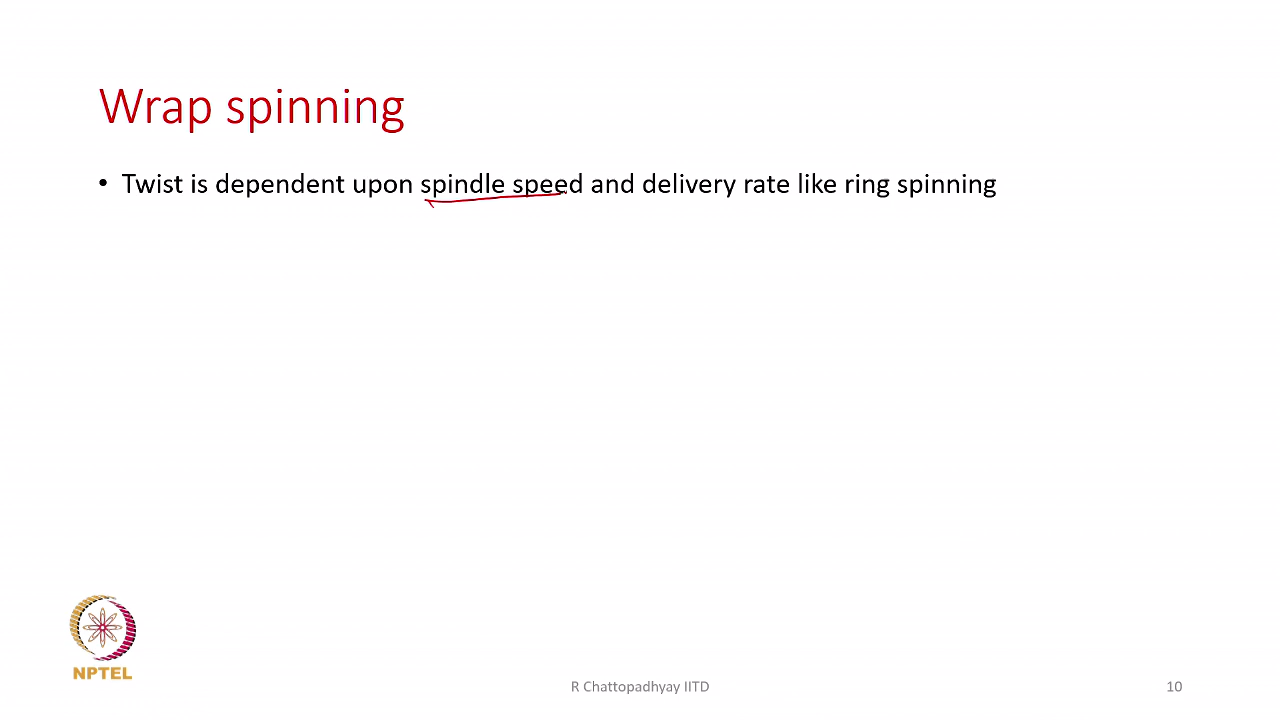 Wrap spinning
• Twist is dependent upon spindle speed and delivery rate like ring spinning
NPTEL
R Chattopadhyay IITD
10